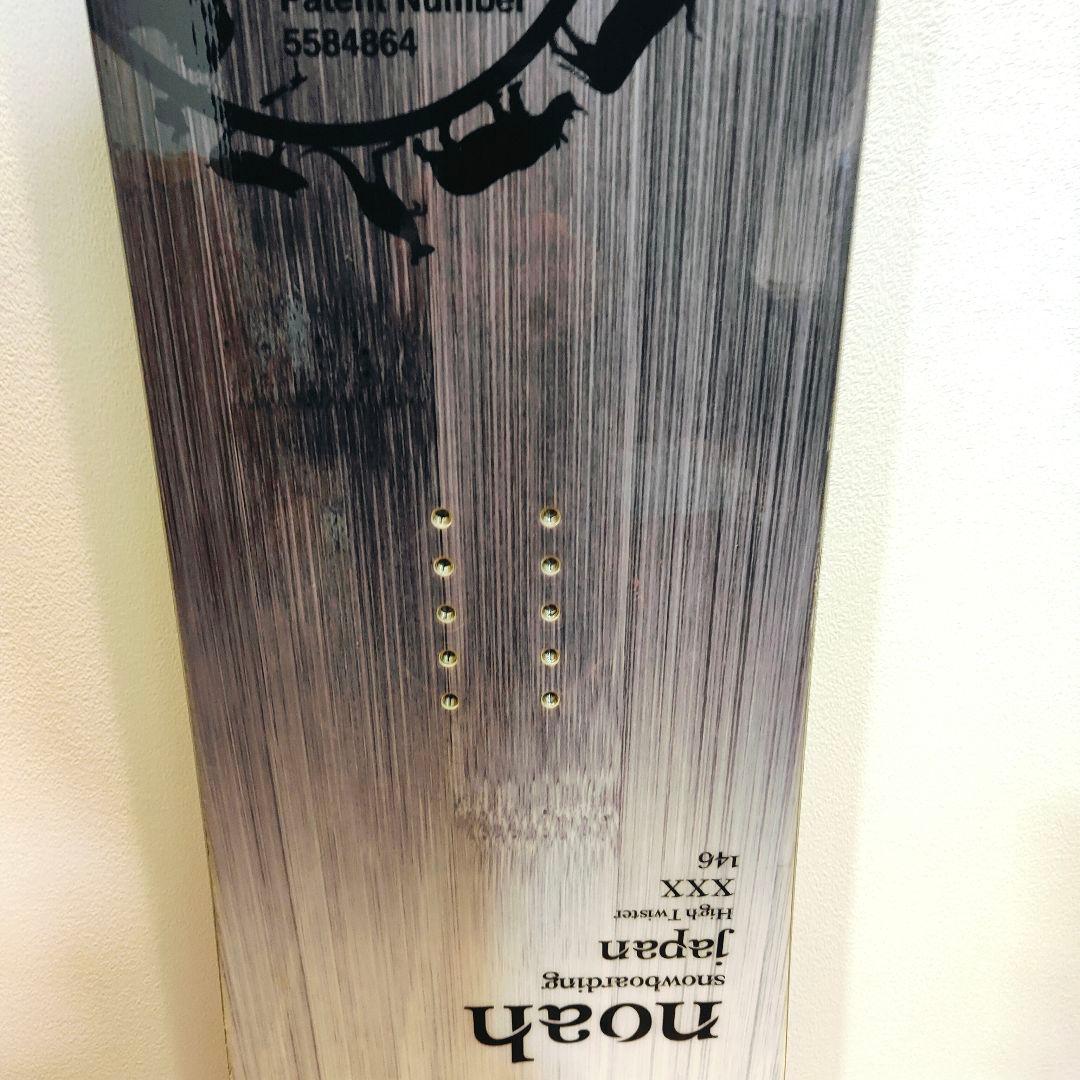 Patent Number
5584864
noah
snowboarding
japan
High Twister
XXX
146